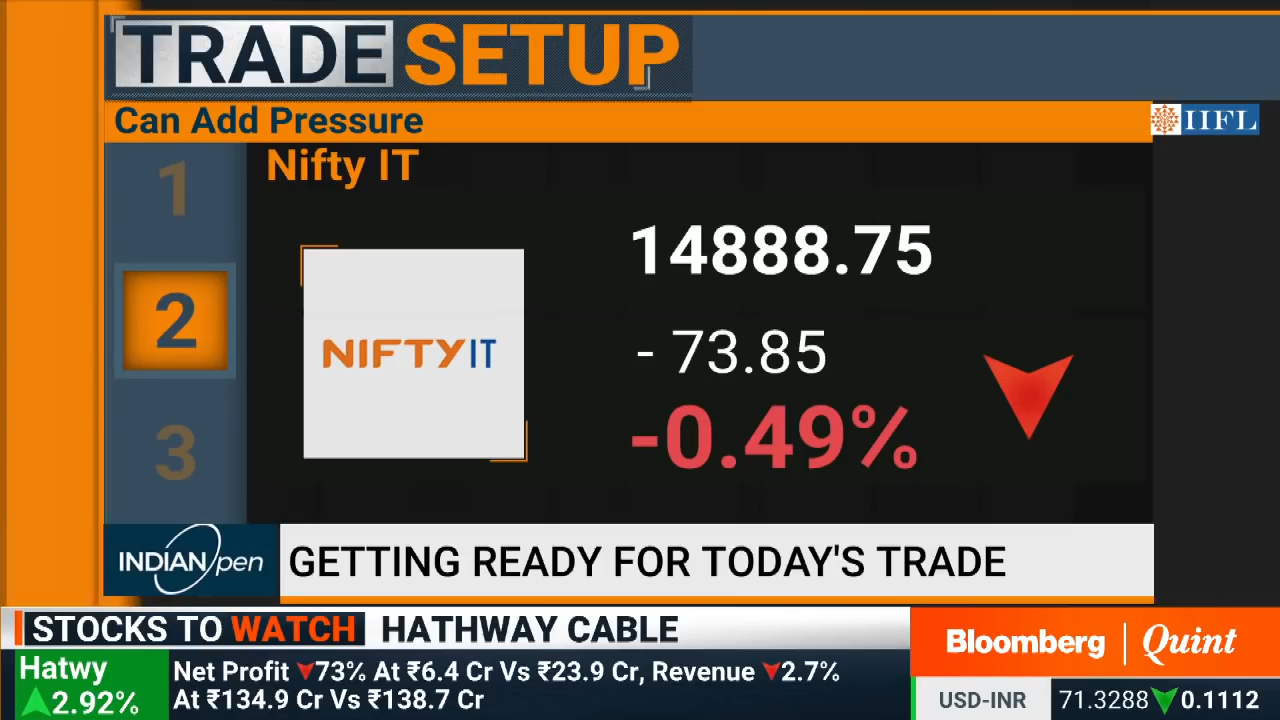 TRADE SETUP
Can Add Pressure
IIFL
1
2
3
Nifty IT
NIFTY IT
14888.75
- 73.85
-0.49%
INDIAN Open
GETTING READY FOR TODAY'S TRADE
STOCKS TO WATCH HATHWAY CABLE
Hatwy
2.92%
Net Profit ▼73% At ₹6.4 Cr Vs ₹23.9 Cr, Revenue ▼2.7%
At ₹134.9 Cr Vs ₹138.7 Cr
Bloomberg | Quint
USD-INR 71.3288 ▼ 0.1112